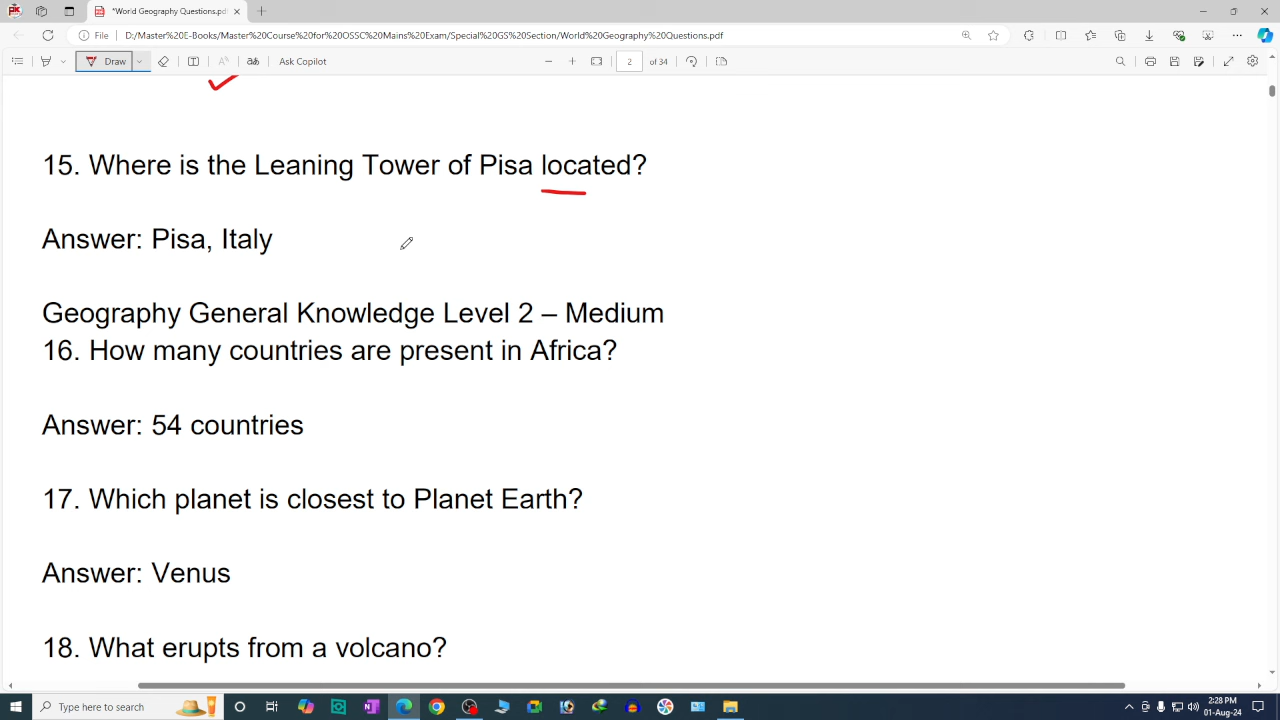 *World Geography Questions.pdf
File
D:/Master%20E-Books/Master%20Course%20for%20OSSC%20Mains%20Exam/Special%20GS%20Section/World%20Geography%20Questions.pdf
Draw
Ask Copilot
2 of 34
15. Where is the Leaning Tower of Pisa located?
Answer: Pisa, Italy
Geography General Knowledge Level 2 – Medium
16. How many countries are present in Africa?
Answer: 54 countries
17. Which planet is closest to Planet Earth?
Answer: Venus
18. What erupts from a volcano?
Type here to search
2:28 PM
01-Aug-24